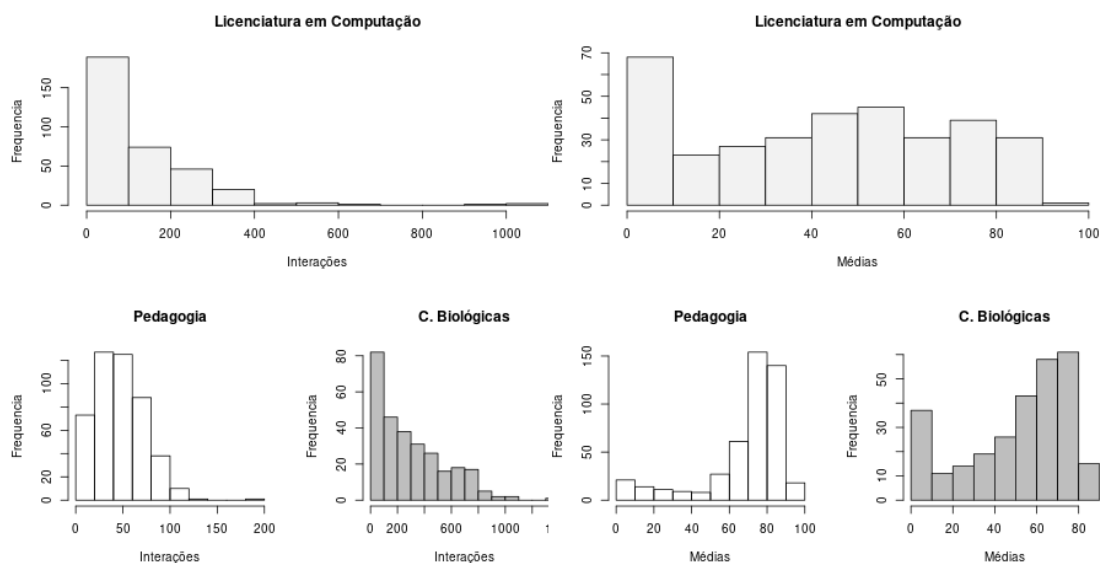 Licenciatura em Computação
Frequencia
0 50 100 150
0 200 400 600 800 1000
Interações
Licenciatura em Computação
Frequencia
10 30 50 70
0 20 40 60 80 100
Médias
Pedagogia
Frequencia
0 20 60 100
0 50 100 150 200
Interações
C. Biológicas
Frequencia
0 20 40 60 80
0 200 600 1000
Interações
Pedagogia
Frequencia
0 50 100 150
0 20 40 60 80 100
Médias
C. Biológicas
Frequencia
0 10 30 50
0 20 40 60 80
Médias